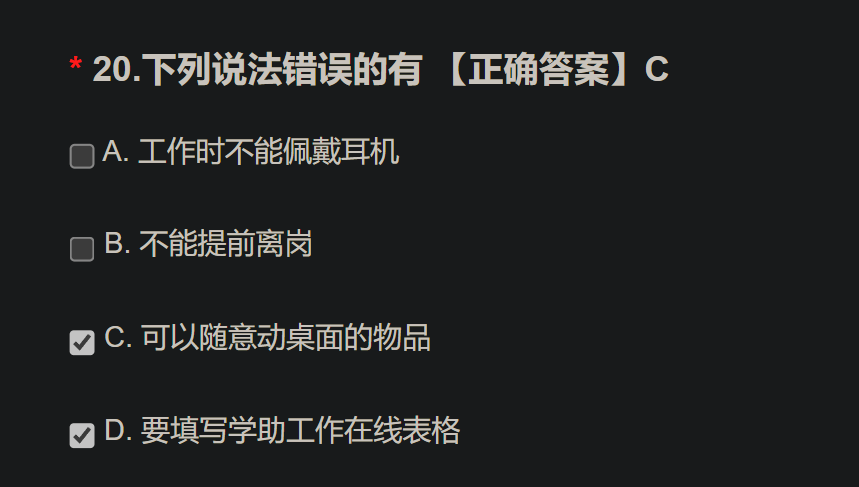 * 20.下列说法错误的有 【正确答案】C
A. 工作时不能佩戴耳机
B. 不能提前离岗
C. 可以随意动桌面的物品
D. 要填写学助工作在线表格